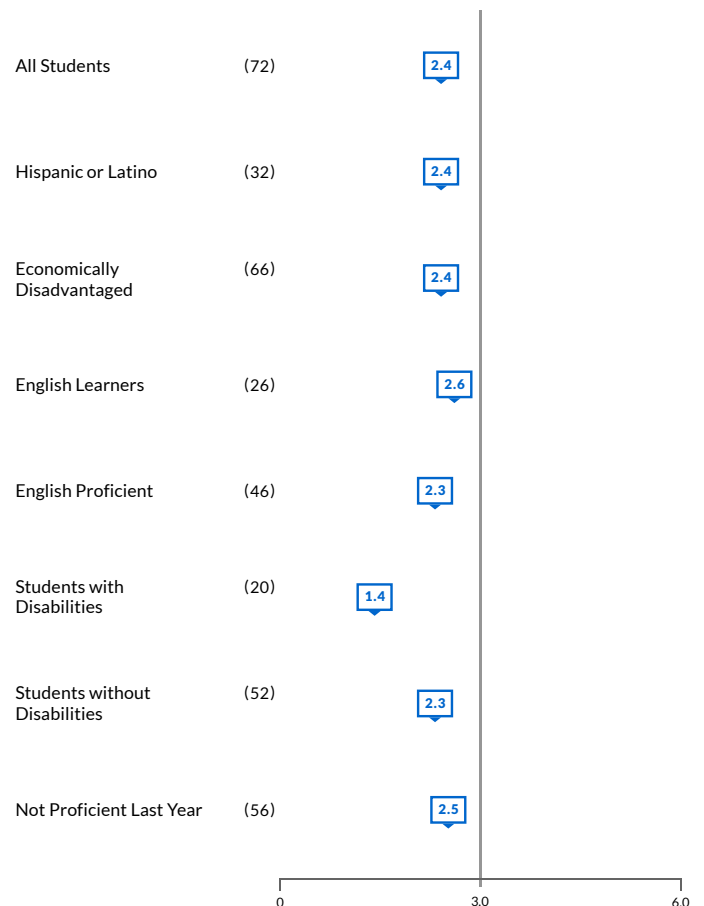 All Students (72) 2.4
Hispanic or Latino (32) 2.4
Economically (66) 2.4
Disadvantaged
English Learners (26) 2.6
English Proficient (46) 2.3
Students with (20) 1.4
Disabilities
Students without (52) 2.3
Disabilities
Not Proficient Last Year (56) 2.5
0 3.0 6.0